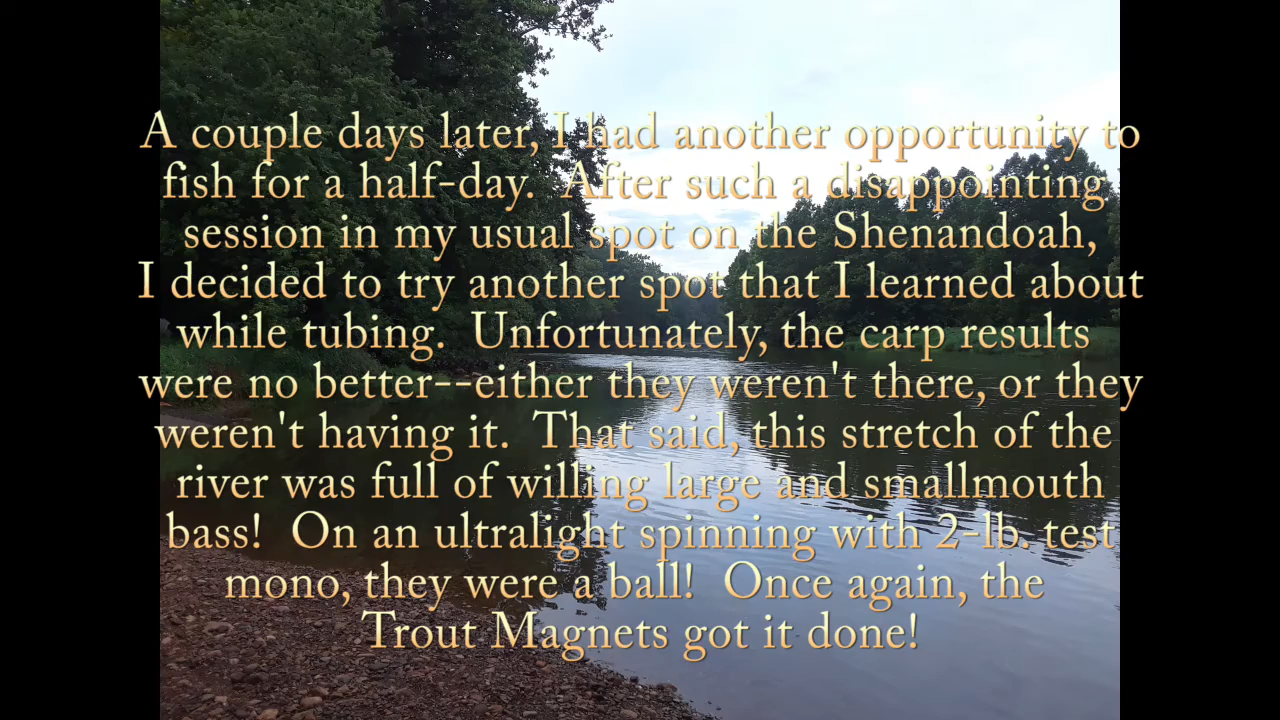 A couple days later, I had another opportunity to
fish for a half-day.  After such a disappointing
session in my usual spot on the Shenandoah,
I decided to try another spot that I learned about
while tubing.  Unfortunately, the carp results
were no better--either they weren't there, or they
weren't having it.  That said, this stretch of the
river was full of willing large and smallmouth
bass!  On an ultralight spinning with 2-lb. test
mono, they were a ball!  Once again, the
Trout Magnets got it done!